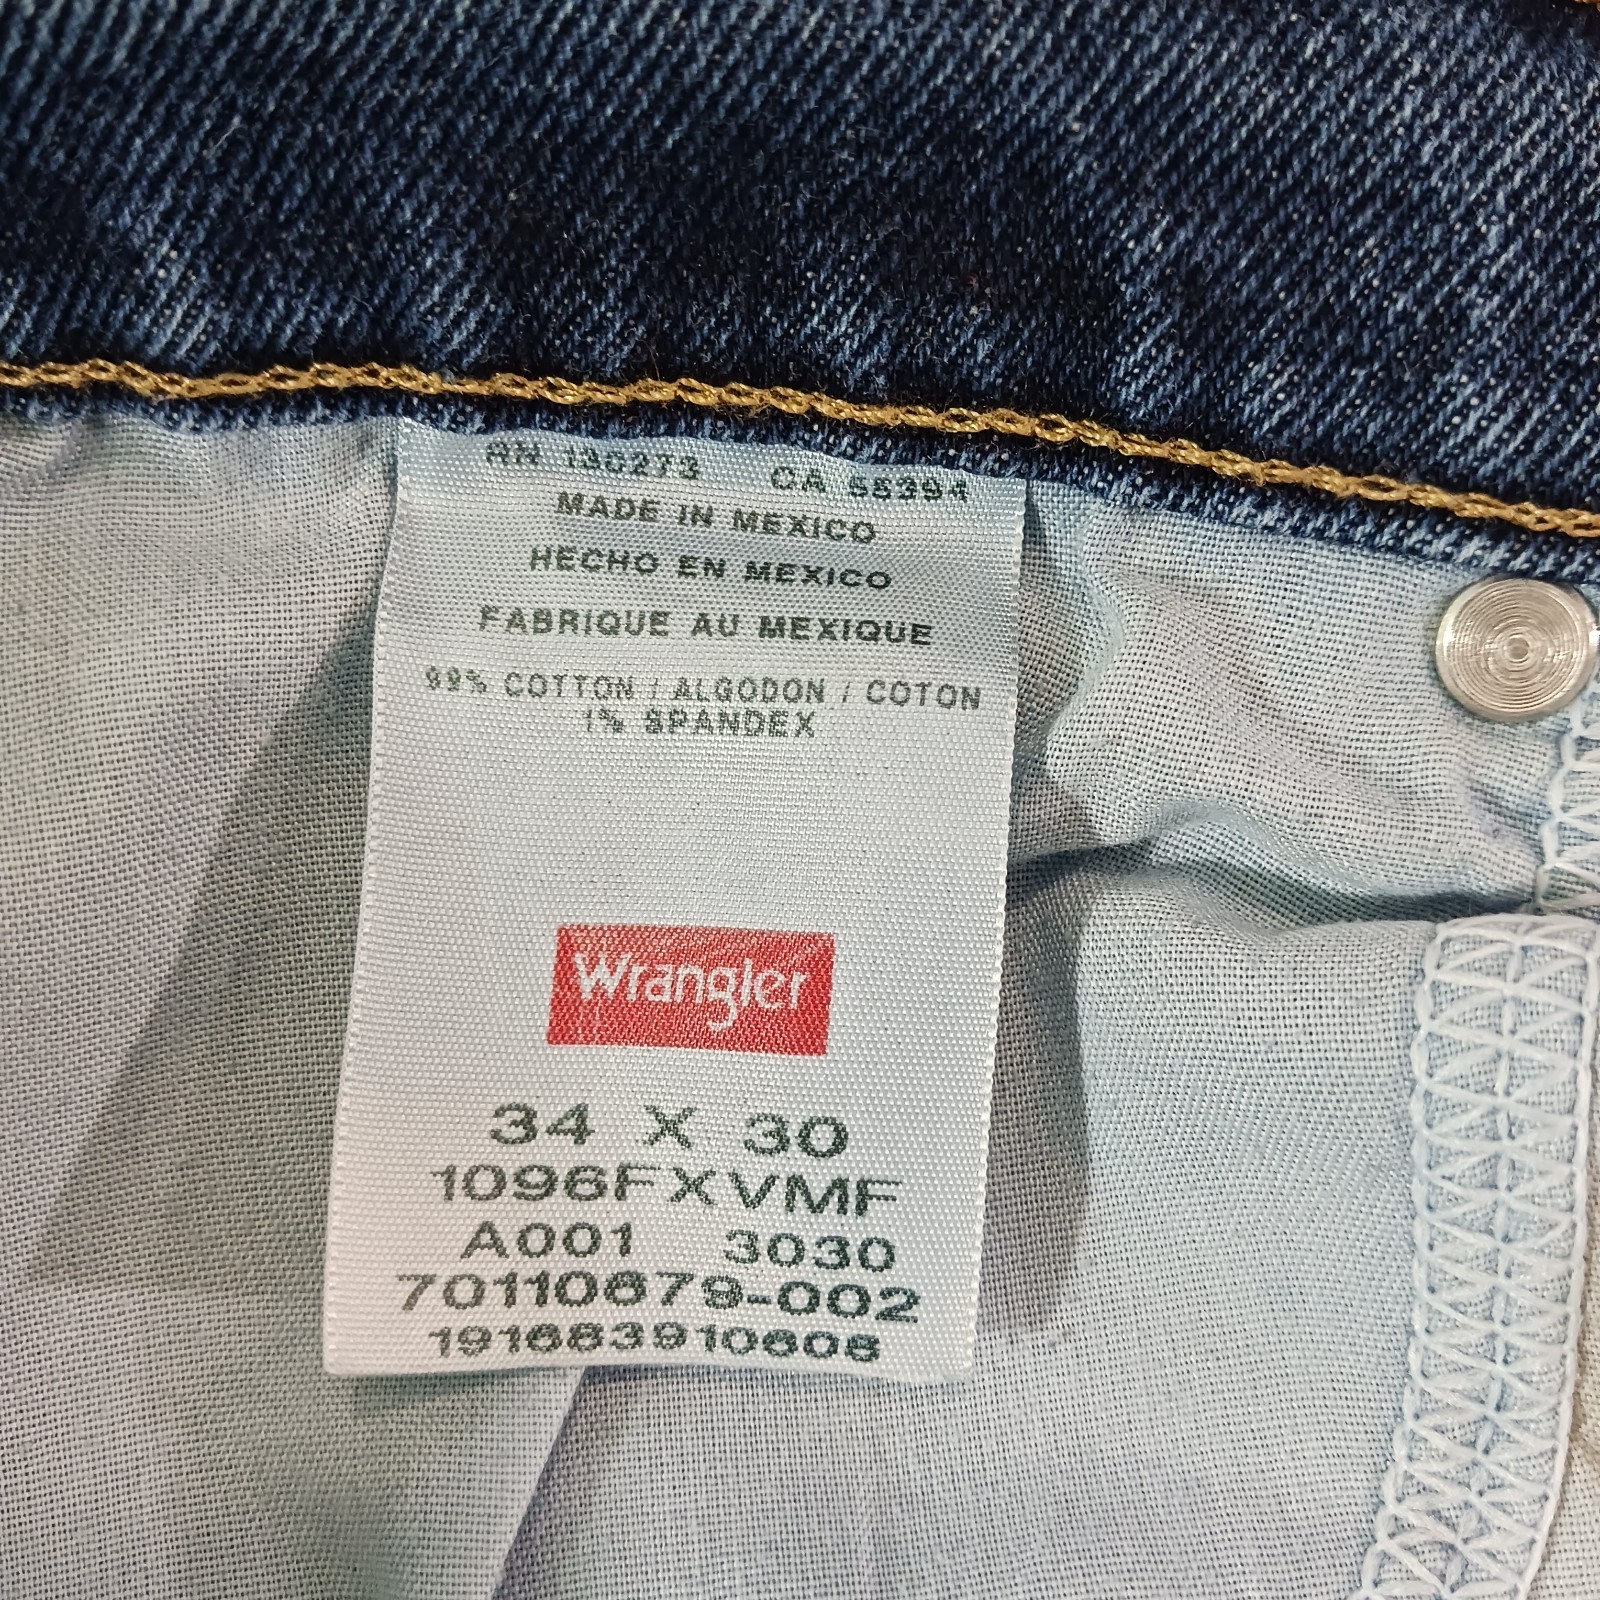 RN 130273 CA 55394
MADE IN MEXICO
HECHO EN MEXICO
FABRIQUE AU MEXIQUE
99% COTTON / ALGODON / COTON
1% SPANDEX
Wrangler
34 X 30
1096FXVMF
A001 3030
70110879-002
191683910608